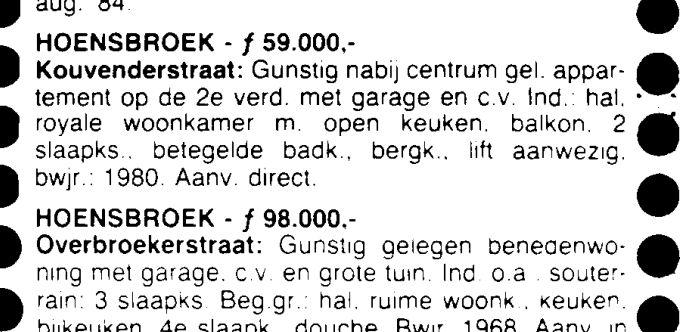 aug. '84.
HOENSBROEK - ƒ 59.000,-
Kouvenderstraat: Gunstig nabij centrum gel. appar-
tement op de 2e verd. met garage en c.v. Ind.: hal,
royale woonkamer m. open keuken, balkon, 2
slaapks., betegelde badk., bergk., lift aanwezig,
bwjr.: 1980. Aanv. direct.
HOENSBROEK - ƒ 98.000,-
Overbroekerstraat: Gunstig gelegen benedenwo-
ning met garage, c.v. en grote tuin. Ind. o.a.: souter-
rain: 3 slaapks. Beg.gr.: hal, ruime woonk., keuken,
bijkeuken, 4e slaapk., douche. Bwjr. 1968. Aanv. in